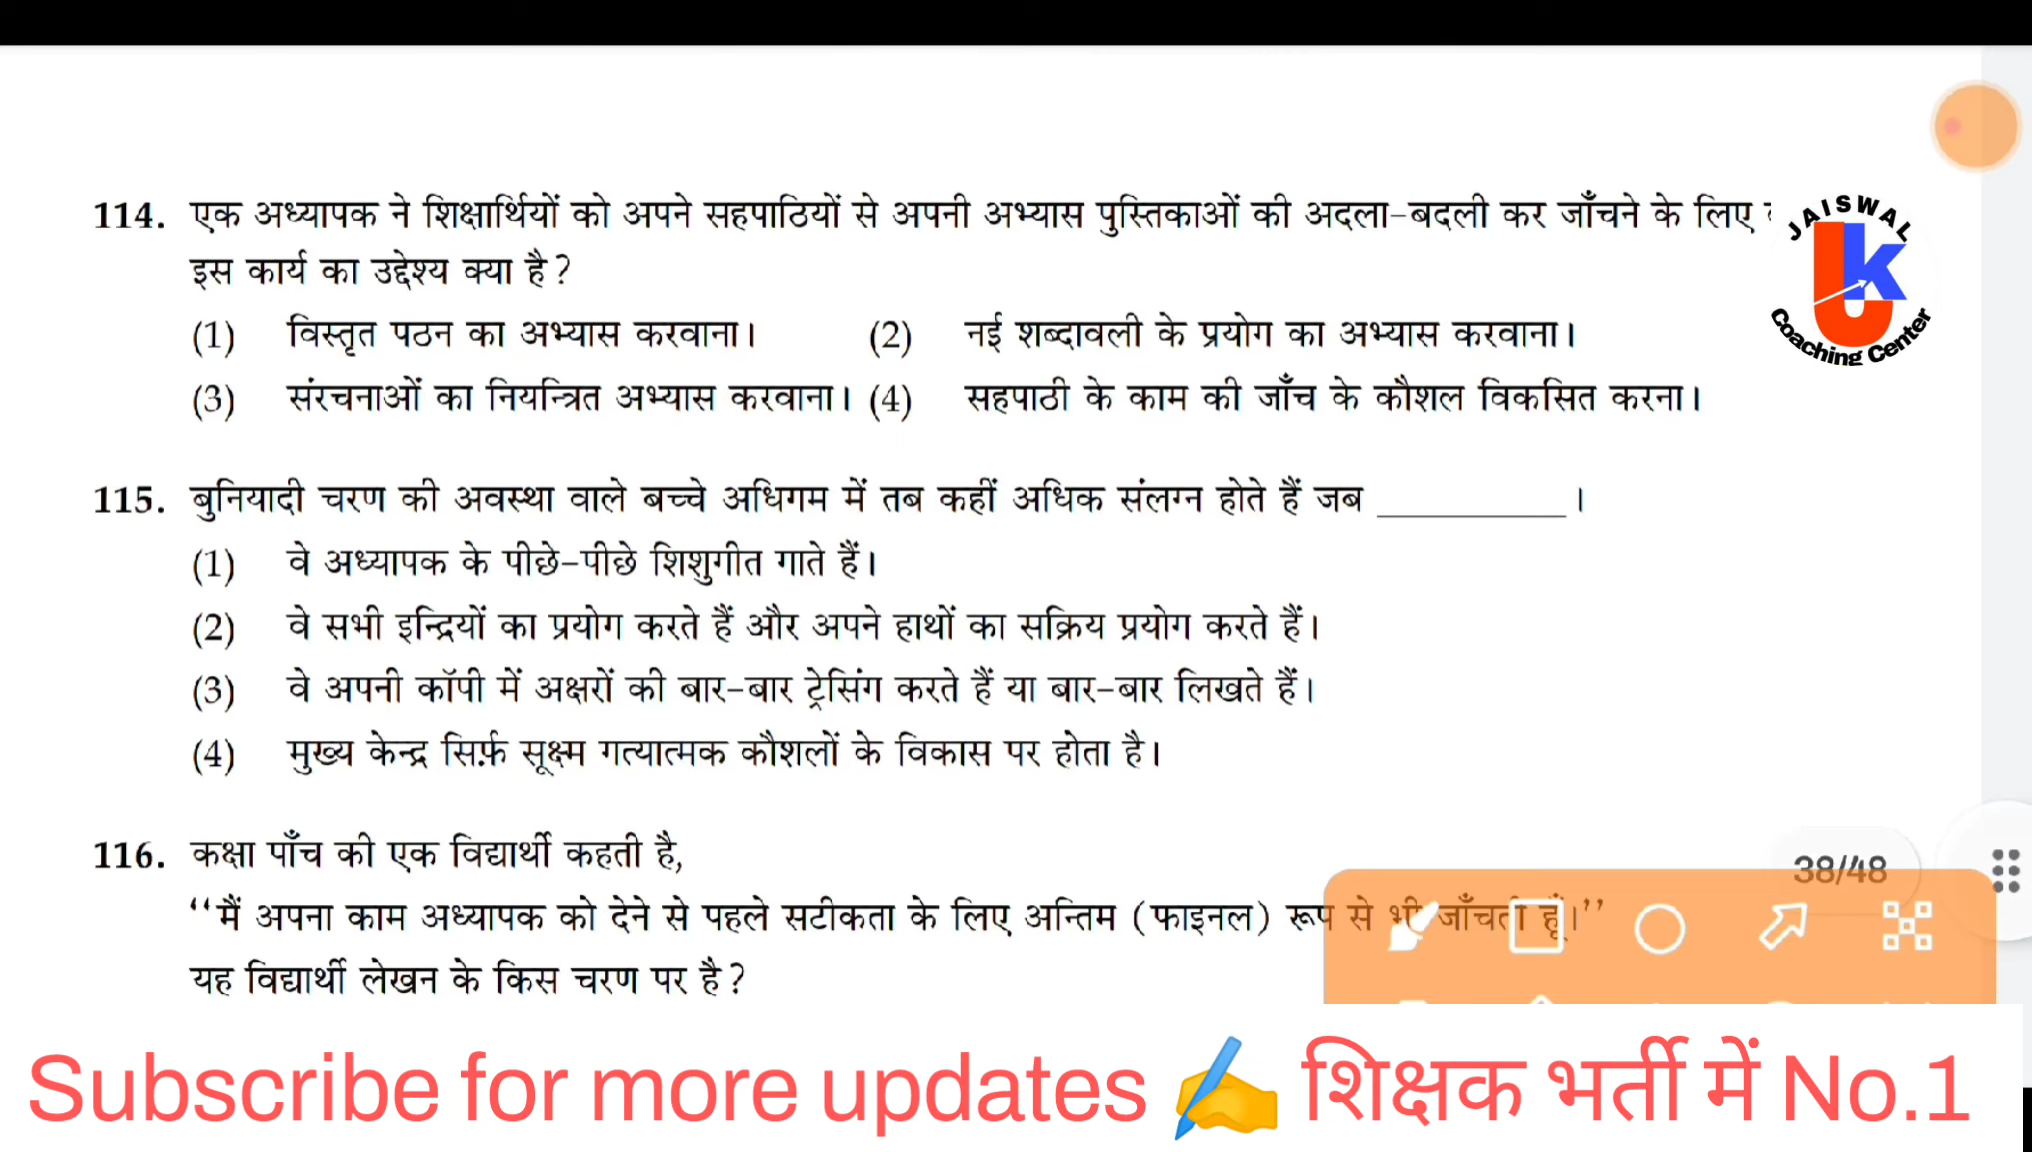 114. एक अध्यापक ने शिक्षार्थियों को अपने सहपाठियों से अपनी अभ्यास पुस्तिकाओं की अदला-बदली कर जाँचने के लिए
JAISWAL
इस कार्य का उद्देश्य क्या है?
UK
Coaching Center
(1) विस्तृत पठन का अभ्यास करवाना। (2) नई शब्दावली के प्रयोग का अभ्यास करवाना।
(3) संरचनाओं का नियन्त्रित अभ्यास करवाना। (4) सहपाठी के काम की जाँच के कौशल विकसित करना।
115. बुनियादी चरण की अवस्था वाले बच्चे अधिगम में तब कहीं अधिक संलग्न होते हैं जब __________ ।
(1) वे अध्यापक के पीछे-पीछे शिशुगीत गाते हैं।
(2) वे सभी इन्द्रियों का प्रयोग करते हैं और अपने हाथों का सक्रिय प्रयोग करते हैं।
(3) वे अपनी कॉपी में अक्षरों की बार-बार ट्रेसिंग करते हैं या बार-बार लिखते हैं।
(4) मुख्य केन्द्र सिर्फ़ सूक्ष्म गत्यात्मक कौशलों के विकास पर होता है।
116. कक्षा पाँच की एक विद्यार्थी कहती है,
38/48
‘‘मैं अपना काम अध्यापक को देने से पहले सटीकता के लिए अन्तिम (फाइनल) रूप से भी जाँचती हूं।’’
यह विद्यार्थी लेखन के किस चरण पर है?
Subscribe for more updates ✍️ शिक्षक भर्ती में No.1